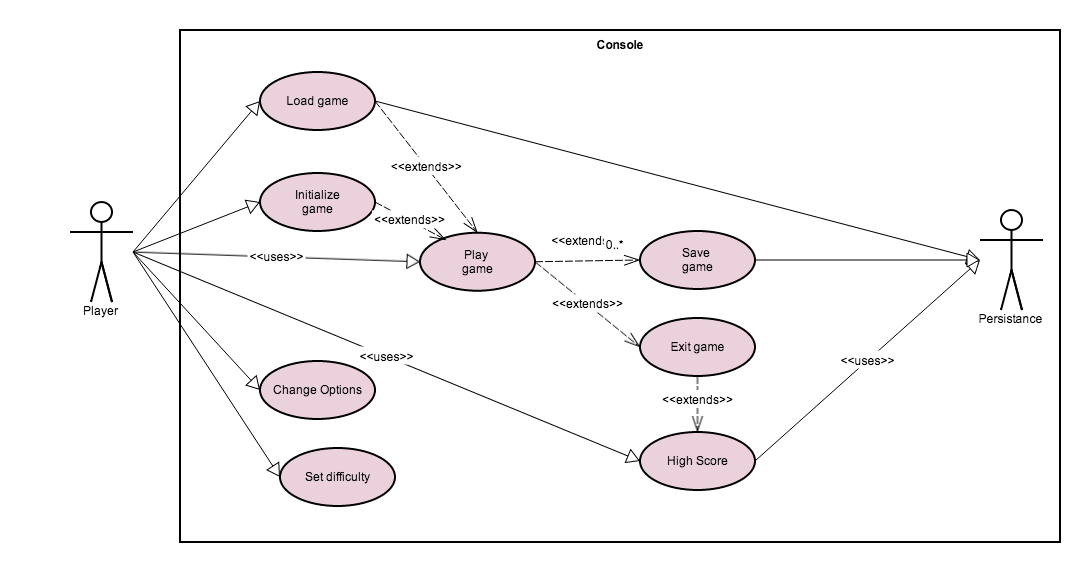 Console
Load game
<<extends>>
Initialize
game
<<extends>>
Player
<<uses>>
Play
game
<<extend
0..*
Save
game
Persistance
<<extends>>
Exit game
<<uses>>
<<uses>>
Change Options
<<extends>>
High Score
Set difficulty